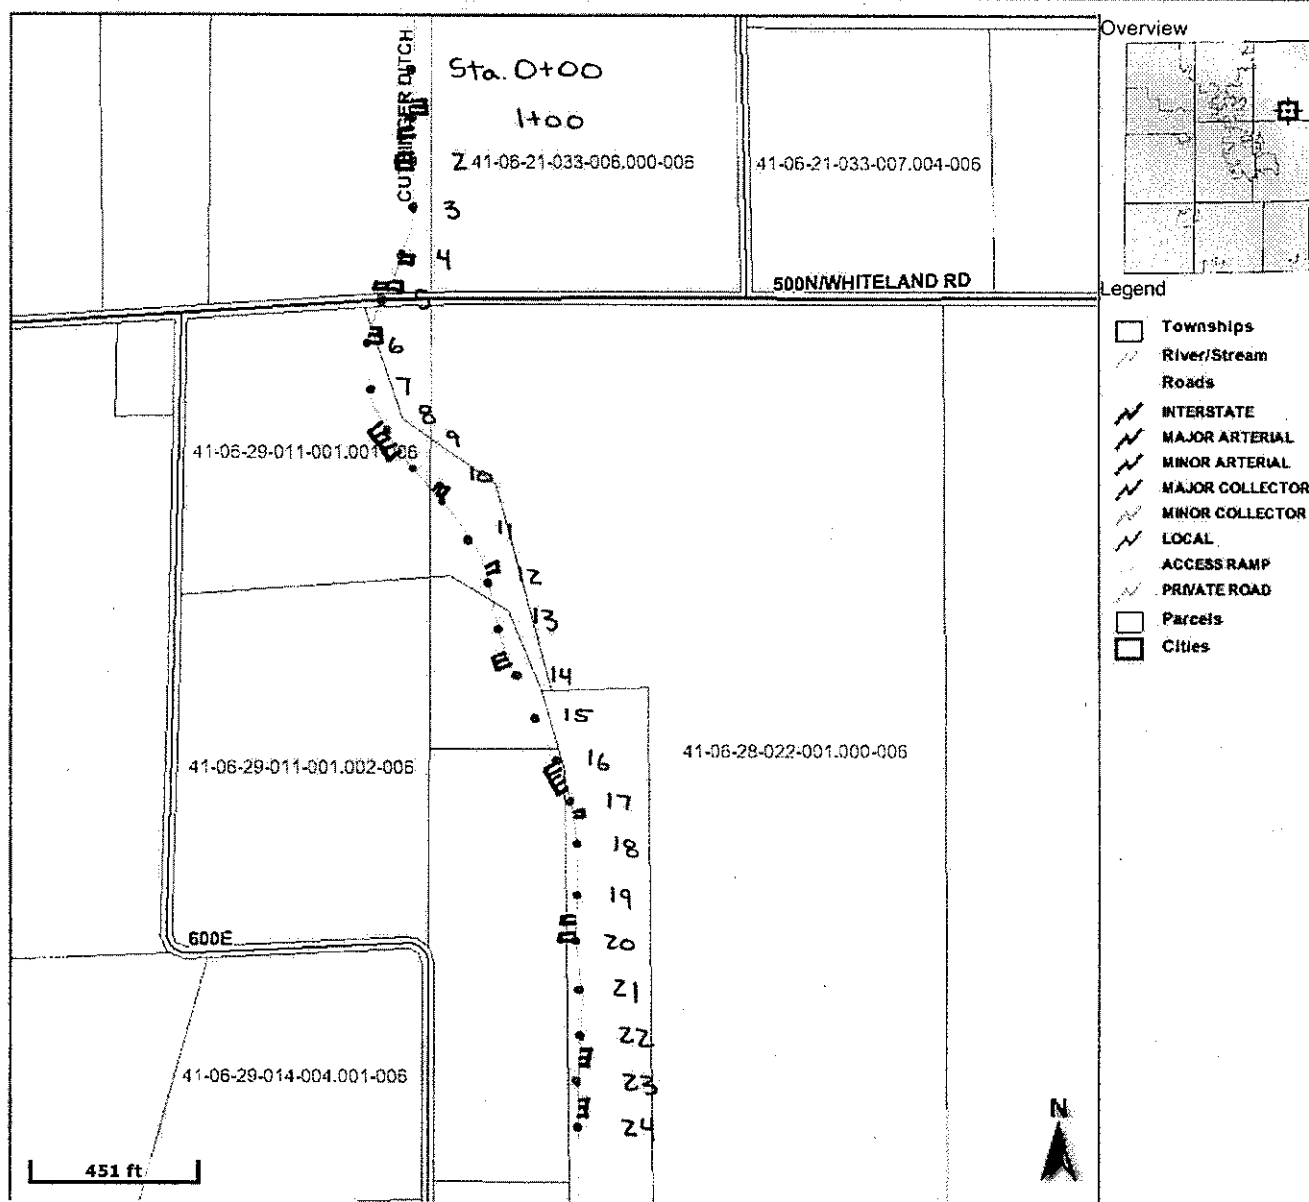 Overview
CUTSINGER DITCH
Sta. 0+00
1+00
2
41-06-21-033-006.000-006
41-06-21-033-007.004-006
3
4
5
500N/WHITELAND RD
Legend
Townships
River/Stream
Roads
INTERSTATE
MAJOR ARTERIAL
MINOR ARTERIAL
MAJOR COLLECTOR
MINOR COLLECTOR
LOCAL
ACCESS RAMP
PRIVATE ROAD
Parcels
Cities
6
7
8
9
41-06-29-011-001.001-006
10
11
12
13
14
15
16
41-06-28-022-001.000-006
41-06-29-011-001.002-006
17
18
19
600E
20
21
22
41-06-29-014-004.001-006
23
24
N
451 ft